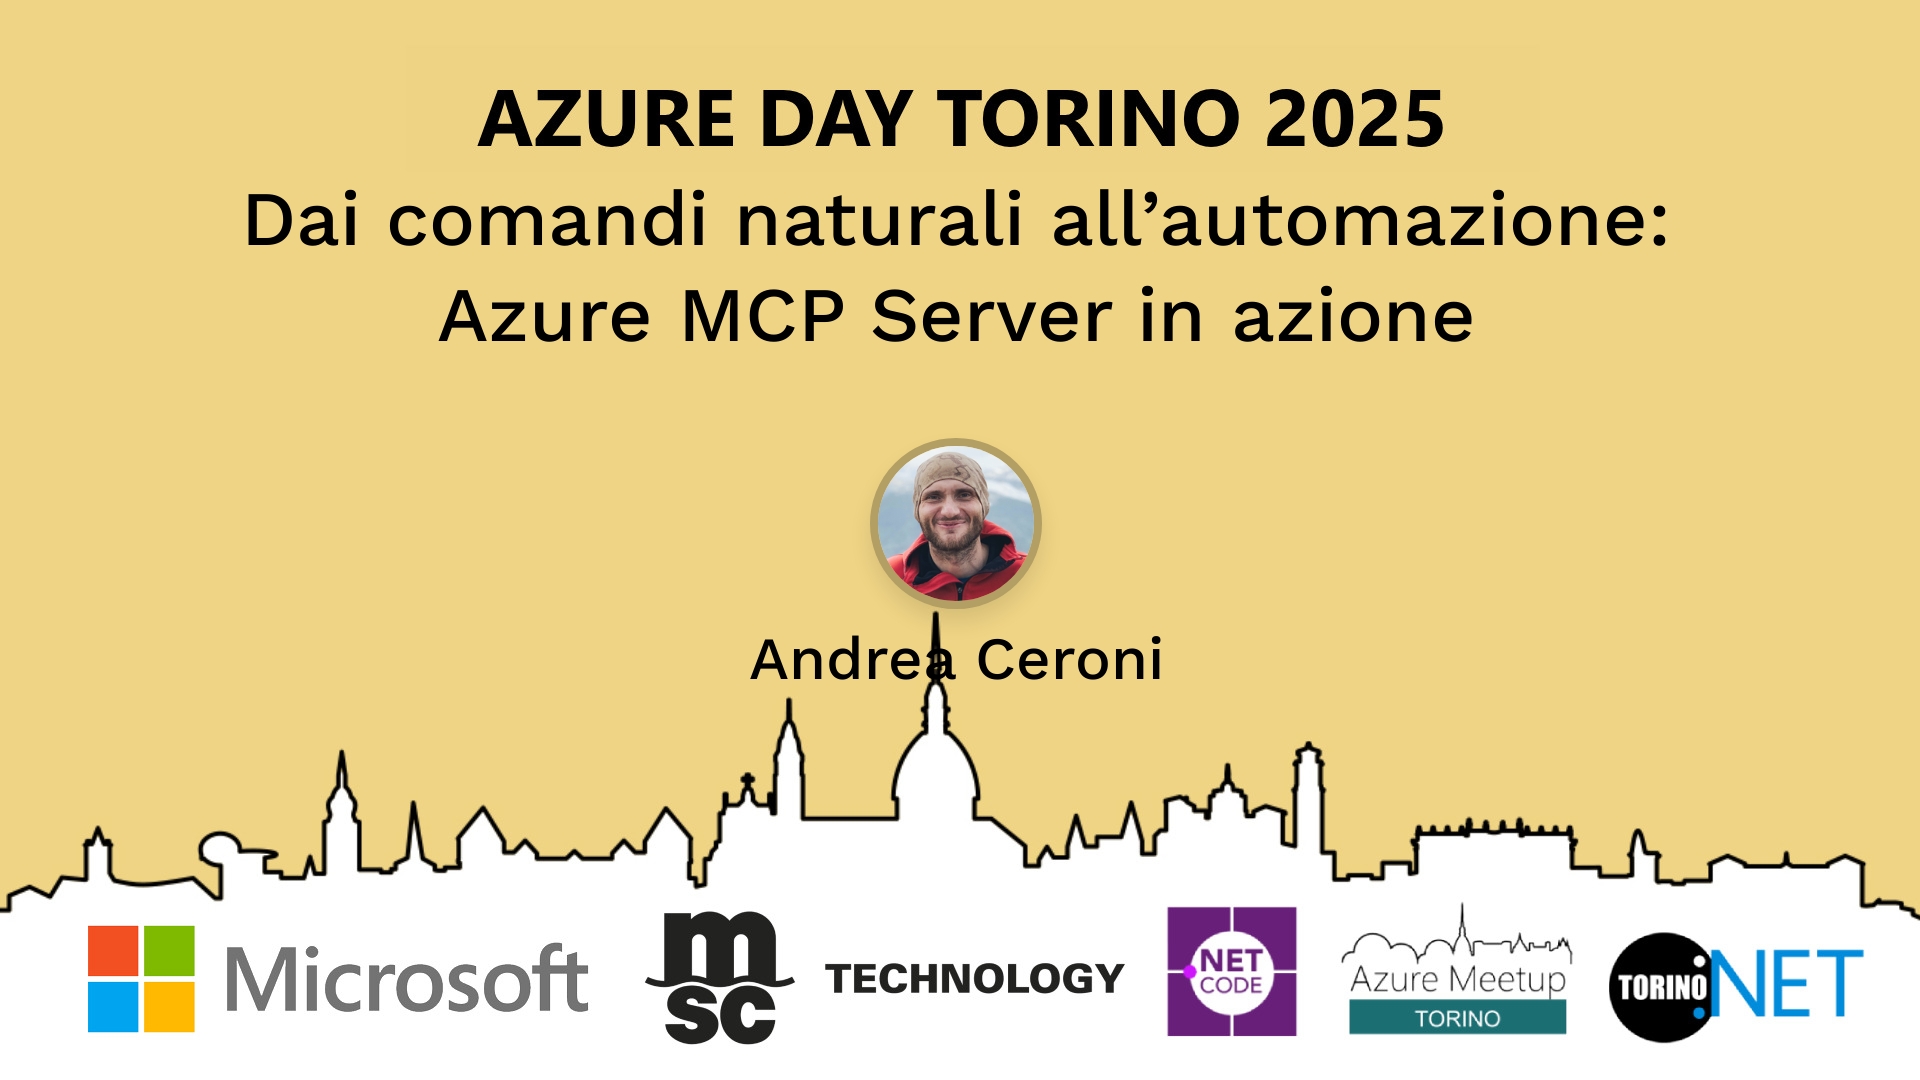 AZURE DAY TORINO 2025
Dai comandi naturali all’automazione:
Azure MCP Server in azione
Andrea Ceroni
Microsoft
msc TECHNOLOGY
NET
CODE
Azure Meetup
TORINO
TORINO.NET